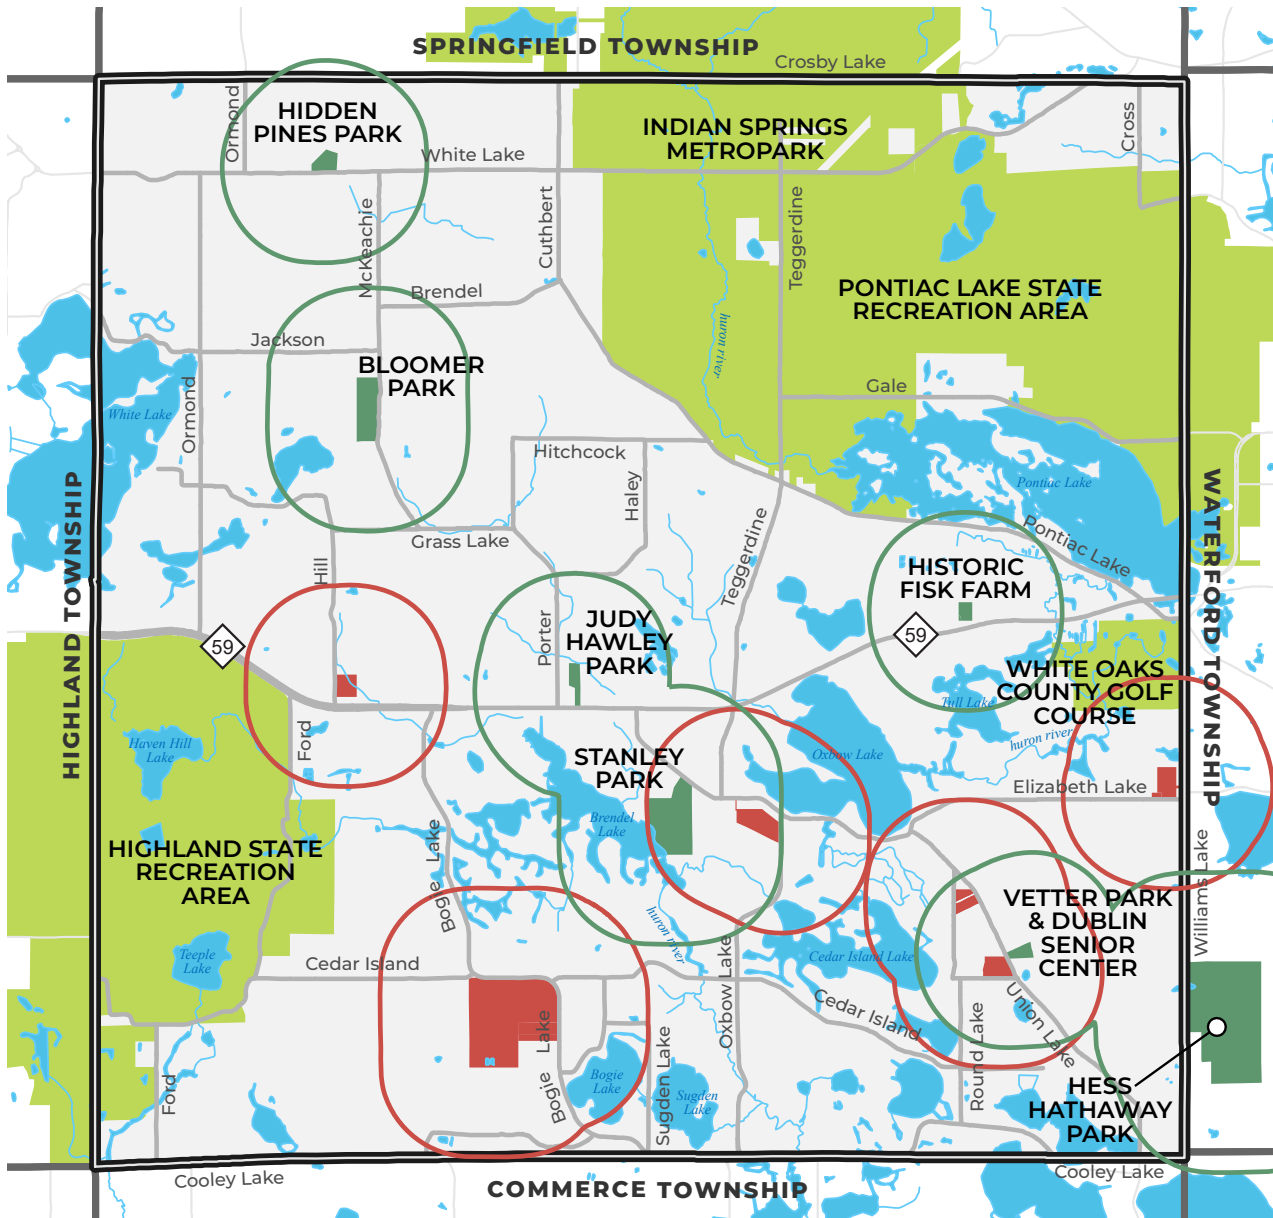 SPRINGFIELD TOWNSHIP
Crosby Lake
Ormond
HIDDEN
PINES PARK
INDIAN SPRINGS
METROPARK
Cross
White Lake
McKeachie
Cuthbert
Teggerdine
PONTIAC LAKE STATE
RECREATION AREA
Brendel
huron river
Jackson
BLOOMER
PARK
Gale
White Lake
Ormond
Hitchcock
Haley
Pontiac Lake
HIGHLAND TOWNSHIP
WATERFORD TOWNSHIP
Grass Lake
Teggerdine
Pontiac Lake
Hill
HISTORIC
FISK FARM
59
59
Porter
JUDY
HAWLEY
PARK
WHITE OAKS
COUNTY GOLF
COURSE
Tull Lake
huron river
Haven Hill
Lake
Ford
STANLEY
PARK
Oxbow Lake
Elizabeth Lake
Brendel
Lake
HIGHLAND STATE
RECREATION
AREA
Bogie Lake
Williams Lake
VETTER PARK
& DUBLIN
SENIOR
CENTER
huron river
Teeple
Lake
Cedar Island
Oxbow Lake
Cedar Island Lake
Cedar Island
Union Lake
Round Lake
Bogie Lake
Bogie
Lake
Sugden Lake
Sugden
Lake
Ford
HESS
HATHAWAY
PARK
Cooley Lake
COMMERCE TOWNSHIP
Cooley Lake